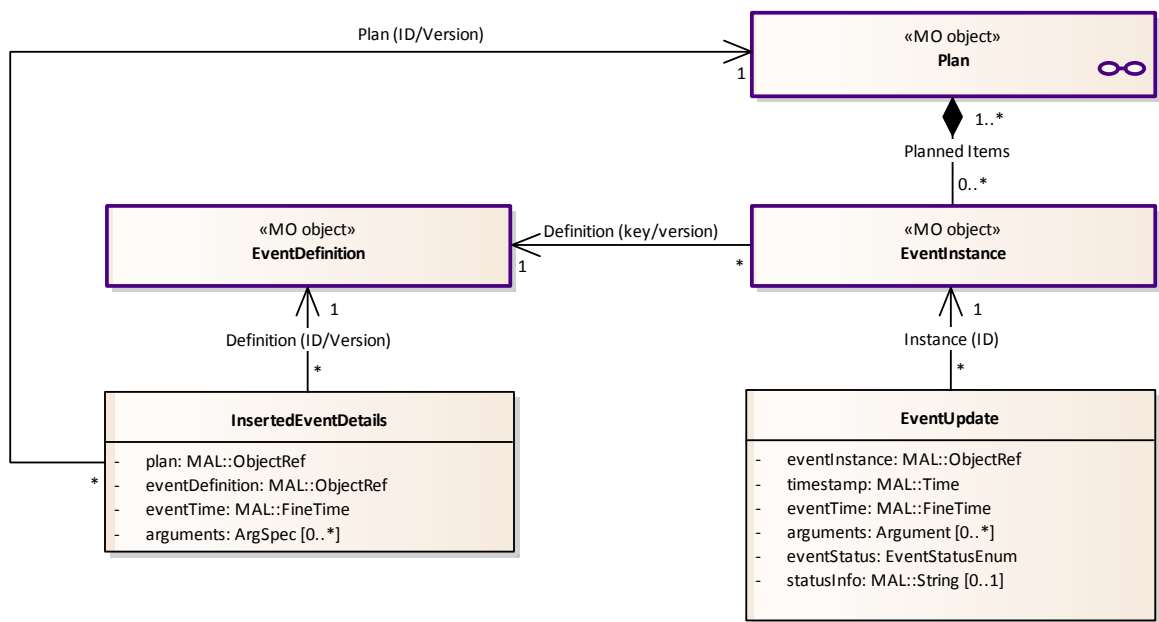 Plan (ID/Version)
1
*
«MO object»
Plan
1..*
Planned Items
0..*
«MO object»
EventDefinition
Definition (key/version)
1
*
«MO object»
EventInstance
1
Definition (ID/Version)
*
1
Instance (ID)
*
InsertedEventDetails
- plan: MAL::ObjectRef
- eventDefinition: MAL::ObjectRef
- eventTime: MAL::FineTime
- arguments: ArgSpec [0..*]
EventUpdate
- eventInstance: MAL::ObjectRef
- timestamp: MAL::Time
- eventTime: MAL::FineTime
- arguments: Argument [0..*]
- eventStatus: EventStatusEnum
- statusInfo: MAL::String [0..1]